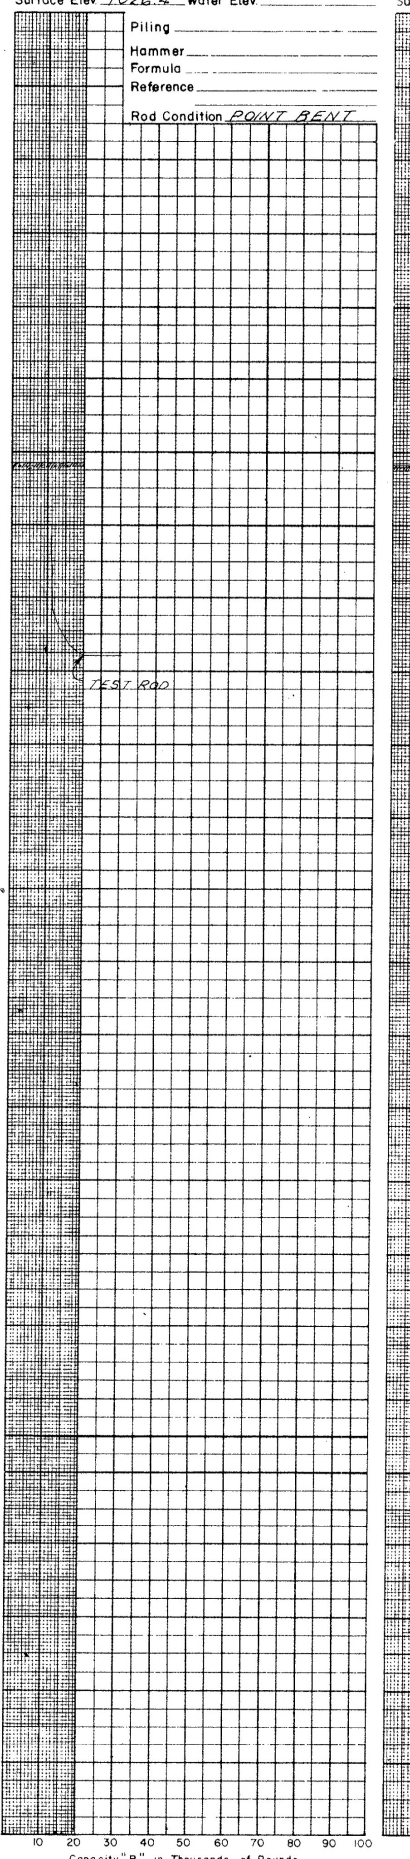 Surface Elev. 1026.4 Water Elev.
Piling
Hammer
Formula
Reference
Rod Condition POINT BENT
TEST ROD
10 20 30 40 50 60 70 80 90 100
Capacity "R" in Thousands of Pounds